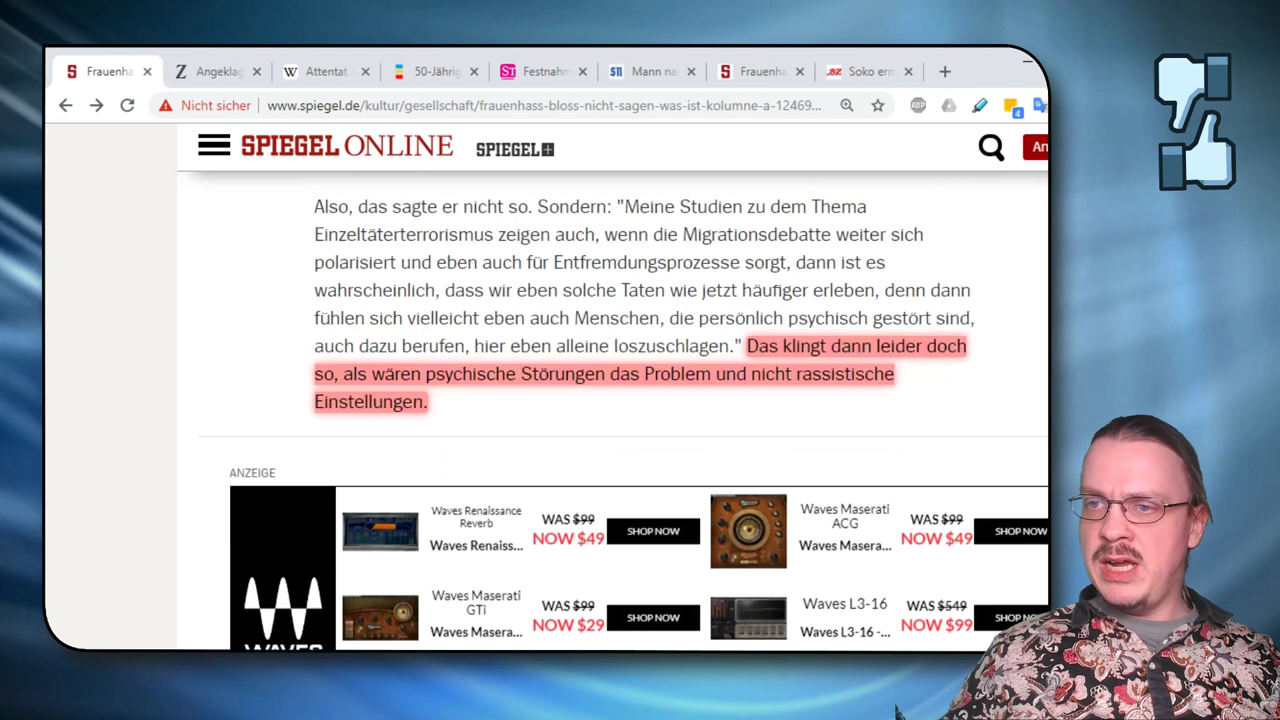 Frauenha
Angeklag
Attentat
50-Jährig
Festnahm
Mann na
Frauenha
Soko erm
Nicht sicher
www.spiegel.de/kultur/gesellschaft/frauenhass-bloss-nicht-sagen-was-ist-kolumne-a-12469...
ABP
4
SPIEGEL ONLINE
SPIEGEL+
An
Also, das sagte er nicht so. Sondern: "Meine Studien zu dem Thema
Einzeltäterterrorismus zeigen auch, wenn die Migrationsdebatte weiter sich
polarisiert und eben auch für Entfremdungsprozesse sorgt, dann ist es
wahrscheinlich, dass wir eben solche Taten wie jetzt häufiger erleben, denn dann
fühlen sich vielleicht eben auch Menschen, die persönlich psychisch gestört sind,
auch dazu berufen, hier eben alleine loszuschlagen." Das klingt dann leider doch
so, als wären psychische Störungen das Problem und nicht rassistische
Einstellungen.
ANZEIGE
Waves Renaissance
Reverb
Waves Renaiss...
WAS $99
NOW $49
SHOP NOW
Waves Maserati
ACG
Waves Masera...
WAS $99
NOW $49
SHOP NOW
Waves Maserati
GTi
Waves Masera...
WAS $99
NOW $29
SHOP NOW
Waves L3-16
Waves L3-16 -...
WAS $549
NOW $99
SHOP NOW
WAVES